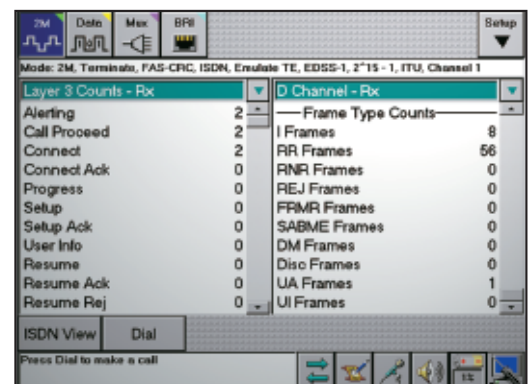 2M Data Mux BRI Setup
Mode: 2M, Terminate, FAS-CRC, ISDN, Emulate TE, EDSS-1, 2^15 - 1, ITU, Channel 1
Layer 3 Counts - Rx
Alerting 2
Call Proceed 2
Connect 2
Connect Ack 0
Progress 0
Setup 0
Setup Ack 0
User Info 0
Resume 0
Resume Ack 0
Resume Rej 0
D Channel - Rx
Frame Type Counts
I Frames 8
RR Frames 56
RNR Frames 0
REJ Frames 0
FRMR Frames 0
SABME Frames 0
DM Frames 0
Disc Frames 0
UA Frames 1
UI Frames 0
ISDN View Dial
Press Dial to make a call
1%